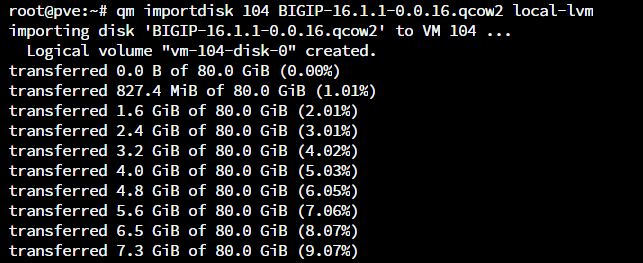 root@pve:~# qm importdisk 104 BIGIP-16.1.1-0.0.16.qcow2 local-lvm
importing disk 'BIGIP-16.1.1-0.0.16.qcow2' to VM 104 ...
  Logical volume "vm-104-disk-0" created.
transferred 0.0 B of 80.0 GiB (0.00%)
transferred 827.4 MiB of 80.0 GiB (1.01%)
transferred 1.6 GiB of 80.0 GiB (2.01%)
transferred 2.4 GiB of 80.0 GiB (3.01%)
transferred 3.2 GiB of 80.0 GiB (4.02%)
transferred 4.0 GiB of 80.0 GiB (5.03%)
transferred 4.8 GiB of 80.0 GiB (6.05%)
transferred 5.6 GiB of 80.0 GiB (7.06%)
transferred 6.5 GiB of 80.0 GiB (8.07%)
transferred 7.3 GiB of 80.0 GiB (9.07%)